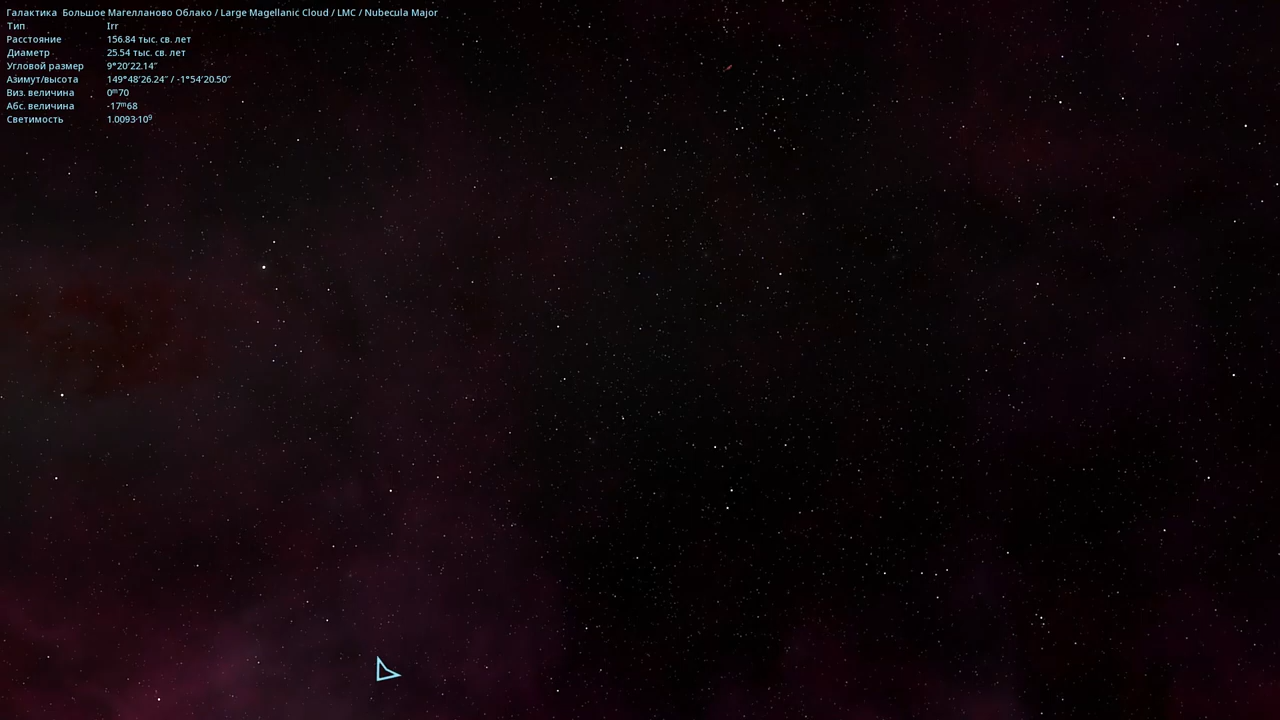 Галактика Большое Магелланово Облако / Large Magellanic Cloud / LMC / Nubecula Major
Тип Irr
Расстояние 156.84 тыс. св. лет
Диаметр 25.54 тыс. св. лет
Угловой размер 9°20′22.14″
Азимут/высота 149°48′26.24″ / -1°54′20.50″
Виз. величина 0ᵐ70
Абс. величина -17ᵐ68
Светимость 1.0093·10⁹